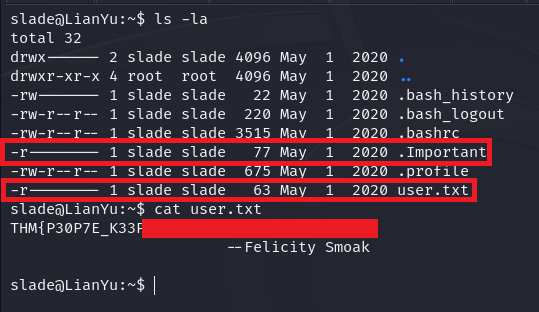 slade@LianYu:~$ ls -la
total 32
drwx------ 2 slade slade 4096 May  1  2020 .
drwxr-xr-x 4 root  root  4096 May  1  2020 ..
-rw------- 1 slade slade   22 May  1  2020 .bash_history
-rw-r--r-- 1 slade slade  220 May  1  2020 .bash_logout
-rw-r--r-- 1 slade slade 3515 May  1  2020 .bashrc
-r-------- 1 slade slade   77 May  1  2020 .Important
-rw-r--r-- 1 slade slade  675 May  1  2020 .profile
-r-------- 1 slade slade   63 May  1  2020 user.txt
slade@LianYu:~$ cat user.txt
THM{P30P7E_K33
--Felicity Smoak
slade@LianYu:~$